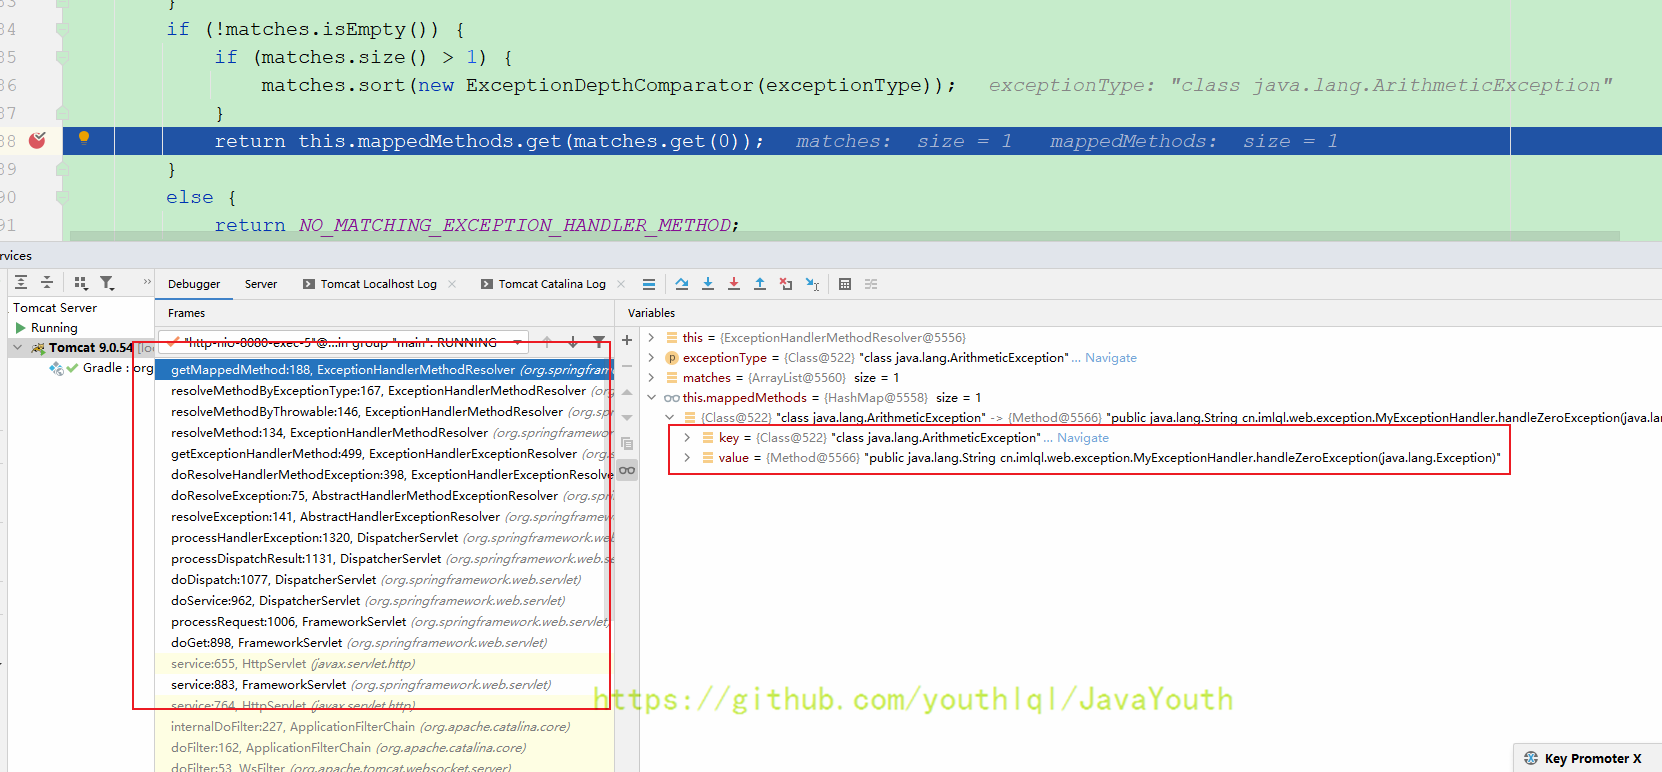 33 }
34 if (!matches.isEmpty()) {
35 if (matches.size() > 1) {
36 matches.sort(new ExceptionDepthComparator(exceptionType)); exceptionType: "class java.lang.ArithmeticException"
37 }
38 return this.mappedMethods.get(matches.get(0)); matches: size = 1 mappedMethods: size = 1
39 }
90 else {
91 return NO_MATCHING_EXCEPTION_HANDLER_METHOD;
rvices
Debugger Server Tomcat Localhost Log Tomcat Catalina Log
Tomcat Server
Running
Tomcat 9.0.54 [loc
Gradle : org
Frames
"http-nio-8080-exec-5"@...in group "main": RUNNING
getMappedMethod:188, ExceptionHandlerMethodResolver (org.springfram
resolveMethodByExceptionType:167, ExceptionHandlerMethodResolver (org
resolveMethodByThrowable:146, ExceptionHandlerMethodResolver (org.sp
resolveMethod:134, ExceptionHandlerMethodResolver (org.springframewor
getExceptionHandlerMethod:499, ExceptionHandlerExceptionResolver (org
doResolveHandlerMethodException:398, ExceptionHandlerExceptionResolve
doResolveException:75, AbstractHandlerMethodExceptionResolver (org.spri
resolveException:141, AbstractHandlerExceptionResolver (org.springframew
processHandlerException:1320, DispatcherServlet (org.springframework.web
processDispatchResult:1131, DispatcherServlet (org.springframework.web.se
doDispatch:1077, DispatcherServlet (org.springframework.web.servlet)
doService:962, DispatcherServlet (org.springframework.web.servlet)
processRequest:1006, FrameworkServlet (org.springframework.web.servlet)
doGet:898, FrameworkServlet (org.springframework.web.servlet)
service:655, HttpServlet (javax.servlet.http)
service:883, FrameworkServlet (org.springframework.web.servlet)
service:764, HttpServlet (javax.servlet.http)
internalDoFilter:227, ApplicationFilterChain (org.apache.catalina.core)
doFilter:162, ApplicationFilterChain (org.apache.catalina.core)
doFilter:53, WsFilter (org.apache.tomcat.websocket.server)
Variables
this = {ExceptionHandlerMethodResolver@5556}
exceptionType = {Class@522} "class java.lang.ArithmeticException" ... Navigate
matches = {ArrayList@5560} size = 1
this.mappedMethods = {HashMap@5558} size = 1
{Class@522} "class java.lang.ArithmeticException" -> {Method@5566} "public java.lang.String cn.imlql.web.exception.MyExceptionHandler.handleZeroException(java.la
key = {Class@522} "class java.lang.ArithmeticException" ... Navigate
value = {Method@5566} "public java.lang.String cn.imlql.web.exception.MyExceptionHandler.handleZeroException(java.lang.Exception)"
https://github.com/youthlql/JavaYouth
Key Promoter X